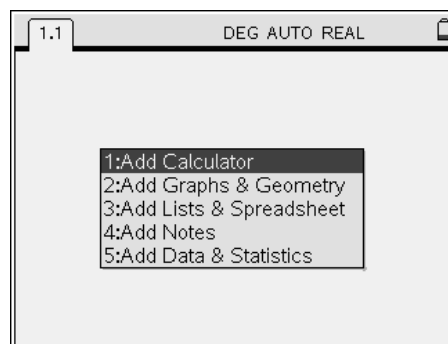 1.1 DEG AUTO REAL
1:Add Calculator
2:Add Graphs & Geometry
3:Add Lists & Spreadsheet
4:Add Notes
5:Add Data & Statistics